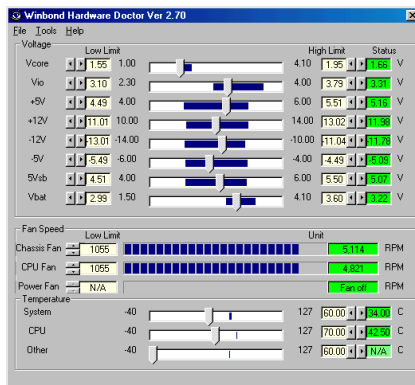 Winbond Hardware Doctor Ver 2.70
File Tools Help
Voltage
Low Limit High Limit Status
Vcore 1.55 1.00 4.10 1.95 1.66 V
Vio 3.10 2.30 4.00 3.79 3.31 V
+5V 4.49 4.00 6.00 5.51 5.16 V
+12V 11.01 10.00 14.00 13.02 11.98 V
-12V -13.01 -14.00 -10.00 -11.04 -11.78 V
-5V -5.49 -6.00 -4.00 -4.49 -5.09 V
5Vsb 4.51 4.00 6.00 5.50 5.07 V
Vbat 2.99 1.50 4.10 3.60 3.22 V
Fan Speed
Low Limit Unit
Chassis Fan 1055 5,114 RPM
CPU Fan 1055 4,821 RPM
Power Fan N/A Fan off RPM
Temperature
System -40 127 60.00 34.00 C
CPU -40 127 70.00 42.50 C
Other -40 127 60.00 N/A C